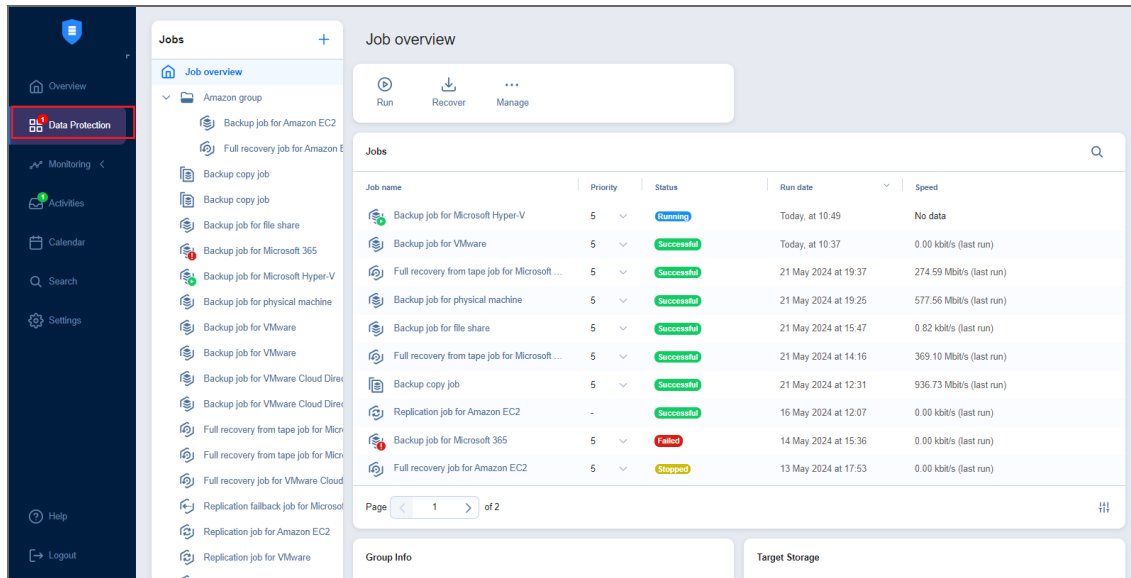 Overview
1
Data Protection
Monitoring
1
Activities
Calendar
Search
Settings
Help
Logout
Jobs
Job overview
Amazon group
Backup job for Amazon EC2
Full recovery job for Amazon E
Backup copy job
Backup copy job
Backup job for file share
Backup job for Microsoft 365
Backup job for Microsoft Hyper-V
Backup job for physical machine
Backup job for VMware
Backup job for VMware
Backup job for VMware Cloud Direc
Backup job for VMware Cloud Direc
Full recovery from tape job for Micro
Full recovery from tape job for Micro
Full recovery job for VMware Cloud
Replication failback job for Microsof
Replication job for Amazon EC2
Replication job for VMware
Job overview
Run Recover Manage
Jobs
Job name Priority Status Run date Speed
Backup job for Microsoft Hyper-V 5 Running Today, at 10:49 No data
Backup job for VMware 5 Successful Today, at 10:37 0.00 kbit/s (last run)
Full recovery from tape job for Microsoft ... 5 Successful 21 May 2024 at 19:37 274.59 Mbit/s (last run)
Backup job for physical machine 5 Successful 21 May 2024 at 19:25 577.56 Mbit/s (last run)
Backup job for file share 5 Successful 21 May 2024 at 15:47 0.82 kbit/s (last run)
Full recovery from tape job for Microsoft ... 5 Successful 21 May 2024 at 14:16 369.10 Mbit/s (last run)
Backup copy job 5 Successful 21 May 2024 at 12:31 936.73 Mbit/s (last run)
Replication job for Amazon EC2 - Successful 16 May 2024 at 12:07 0.00 kbit/s (last run)
Backup job for Microsoft 365 5 Failed 14 May 2024 at 15:36 0.00 kbit/s (last run)
Full recovery job for Amazon EC2 5 Stopped 13 May 2024 at 17:53 0.00 kbit/s (last run)
Page 1 of 2
Group Info
Target Storage